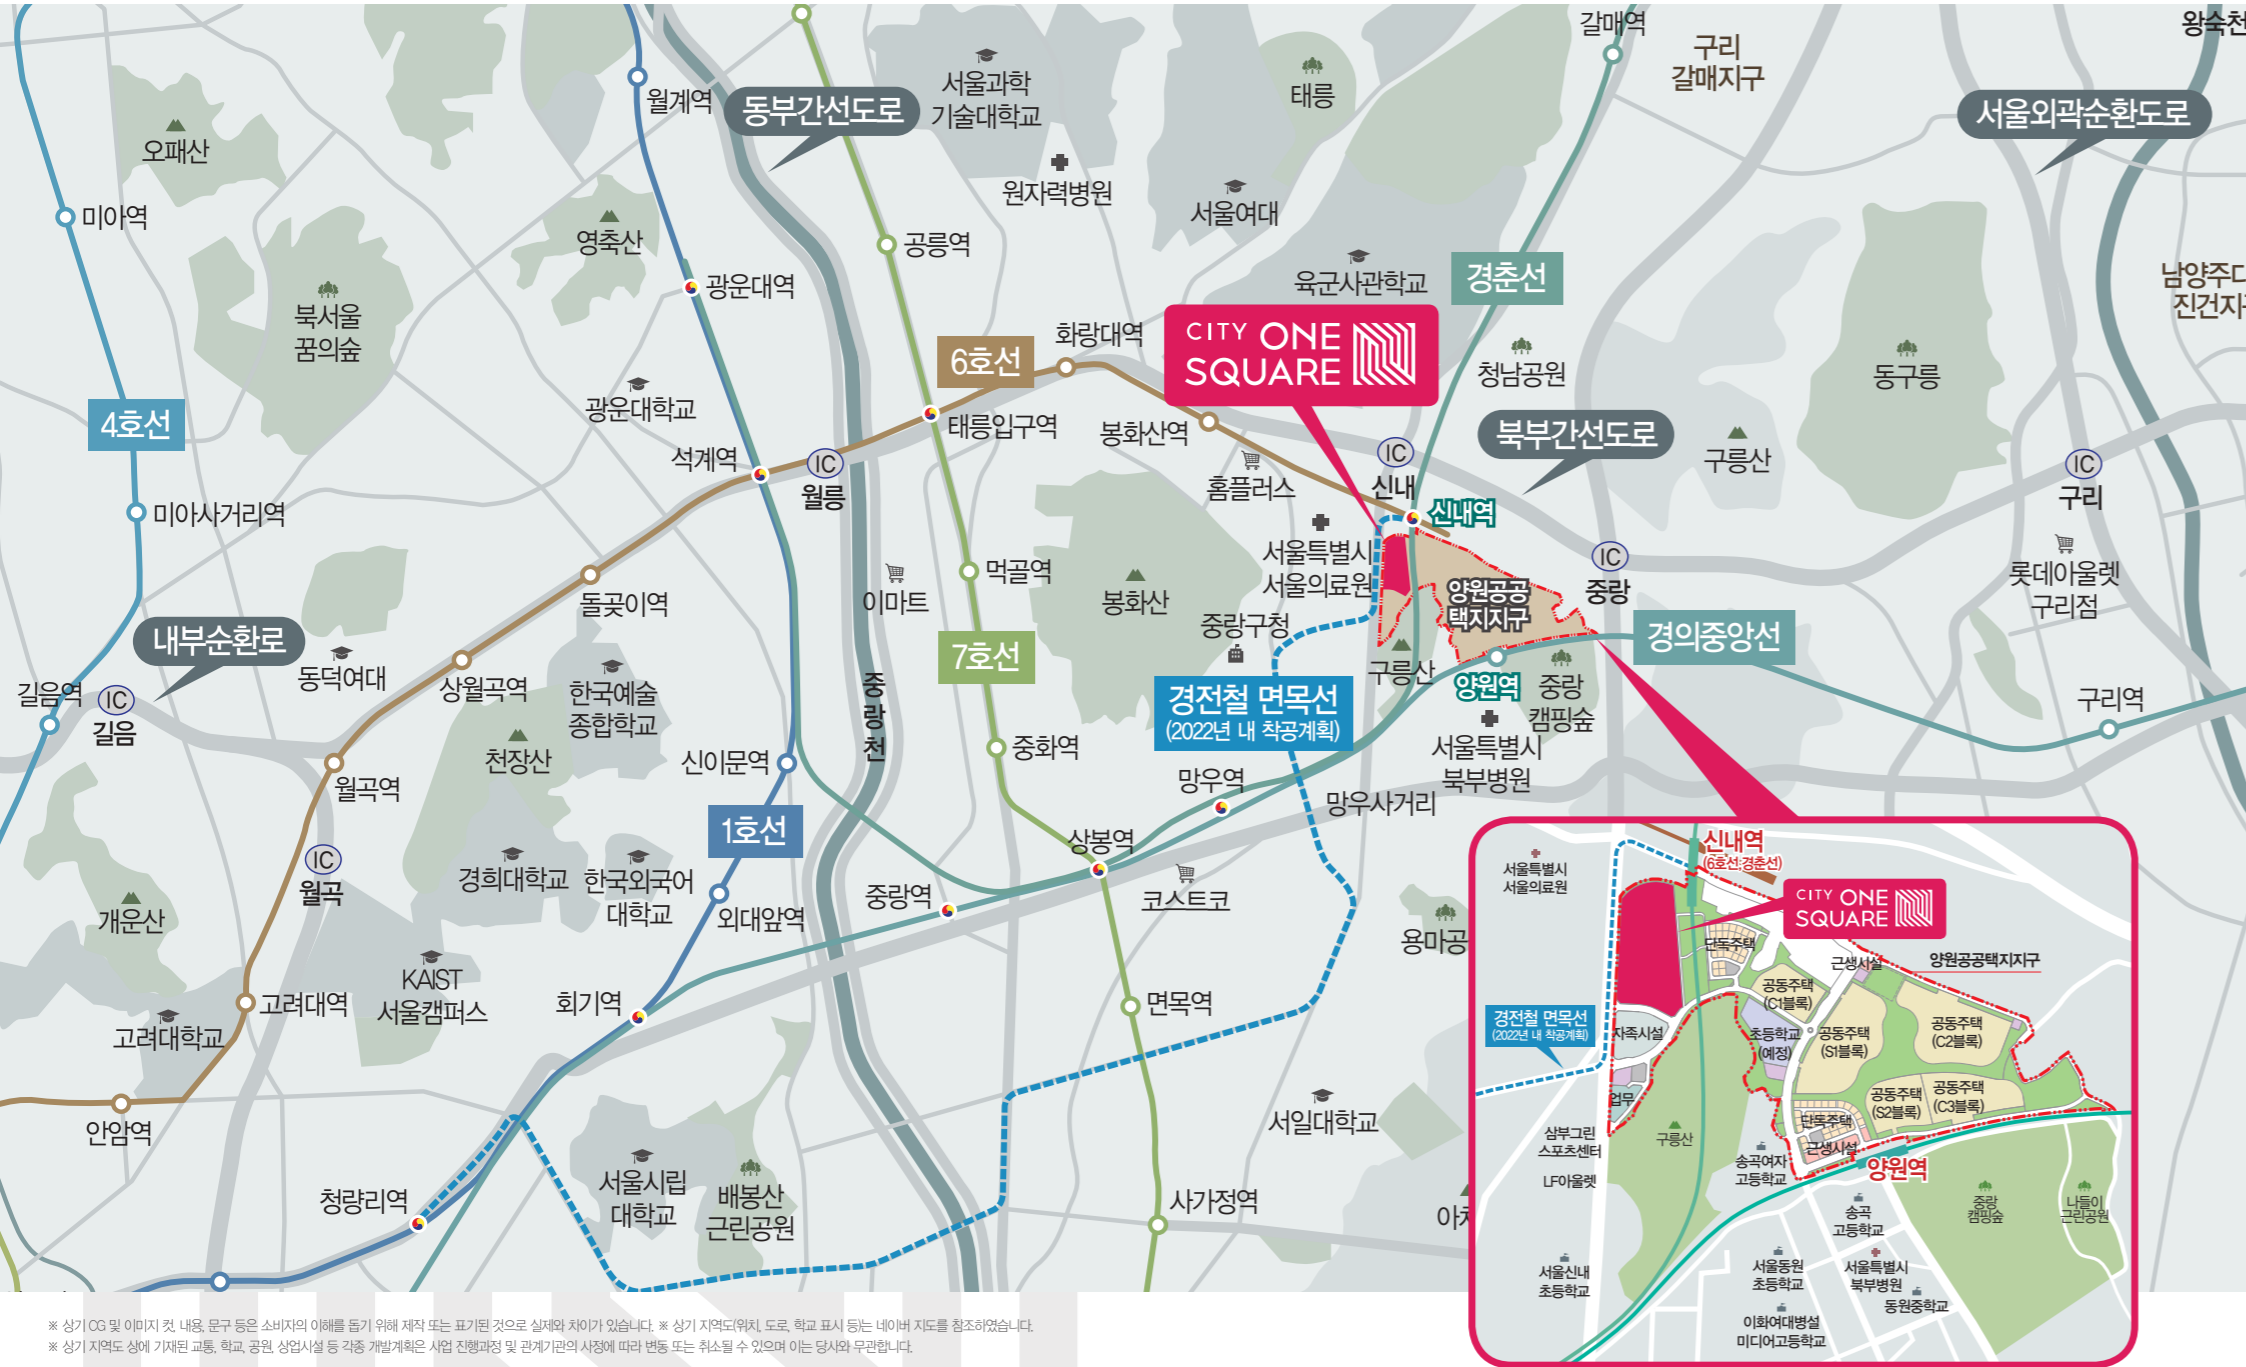 갈매역
구리
갈매지구
왕숙천
월계역
동부간선도로
서울과학
기술대학교
태릉
서울외곽순환도로
오패산
원자력병원
서울여대
미아역
영축산
공릉역
육군사관학교
경춘선
광운대역
북서울
꿈의숲
화랑대역
6호선
CITY ONE
SQUARE
청남공원
동구릉
4호선
광운대학교
태릉입구역
봉화산역
북부간선도로
구릉산
석계역
IC
월릉
홈플러스
IC
신내
신내역
IC
구리
미아사거리역
서울특별시
서울의료원
IC
중랑
롯데아울렛
구리점
먹골역
이마트
봉화산
양원공공
택지지구
돌곶이역
중랑구청
내부순환로
동덕여대
7호선
경의중앙선
길음역
IC
길음
상월곡역
한국예술
종합학교
중랑천
경전철 면목선
(2022년 내 착공계획)
구릉산
양원역
중랑
캠핑숲
구리역
천장산
신이문역
중화역
서울특별시
북부병원
월곡역
망우역
망우사거리
1호선
상봉역
IC
월곡
경희대학교
한국외국어
대학교
중랑역
코스트코
개운산
외대앞역
용마공
KAIST
서울캠퍼스
고려대역
회기역
면목역
고려대학교
안암역
서일대학교
청량리역
서울시립
대학교
배봉산
근린공원
사가정역
신내역
(6호선,경춘선)
서울특별시
서울의료원
CITY ONE
SQUARE
단독주택
근생시설
양원공공택지지구
공동주택
(C1블록)
경전철 면목선
(2022년 내 착공계획)
자족시설
초등학교
(예정)
공동주택
(S1블록)
공동주택
(C2블록)
업무
공동주택
(S2블록)
공동주택
(C3블록)
단독주택
근생시설
삼부그린
스포츠센터
구릉산
LF아울렛
송곡여자
고등학교
양원역
송곡
고등학교
중랑
캠핑숲
나들이
근린공원
서울신내
초등학교
서울동원
초등학교
서울특별시
북부병원
동원중학교
이화여대병설
미디어고등학교
※ 상기 CG 및 이미지 컷, 내용, 문구 등은 소비자의 이해를 돕기 위해 제작 또는 표기된 것으로 실제와 차이가 있습니다. ※ 상기 지역도(위치, 도로, 학교 표시 등)는 네이버 지도를 참조하였습니다.
※ 상기 지역도 상에 기재된 교통, 학교, 공원, 상업시설 등 각종 개발계획은 사업 진행과정 및 관계기관의 사정에 따라 변동 또는 취소될 수 있으며 이는 당사와 무관합니다.